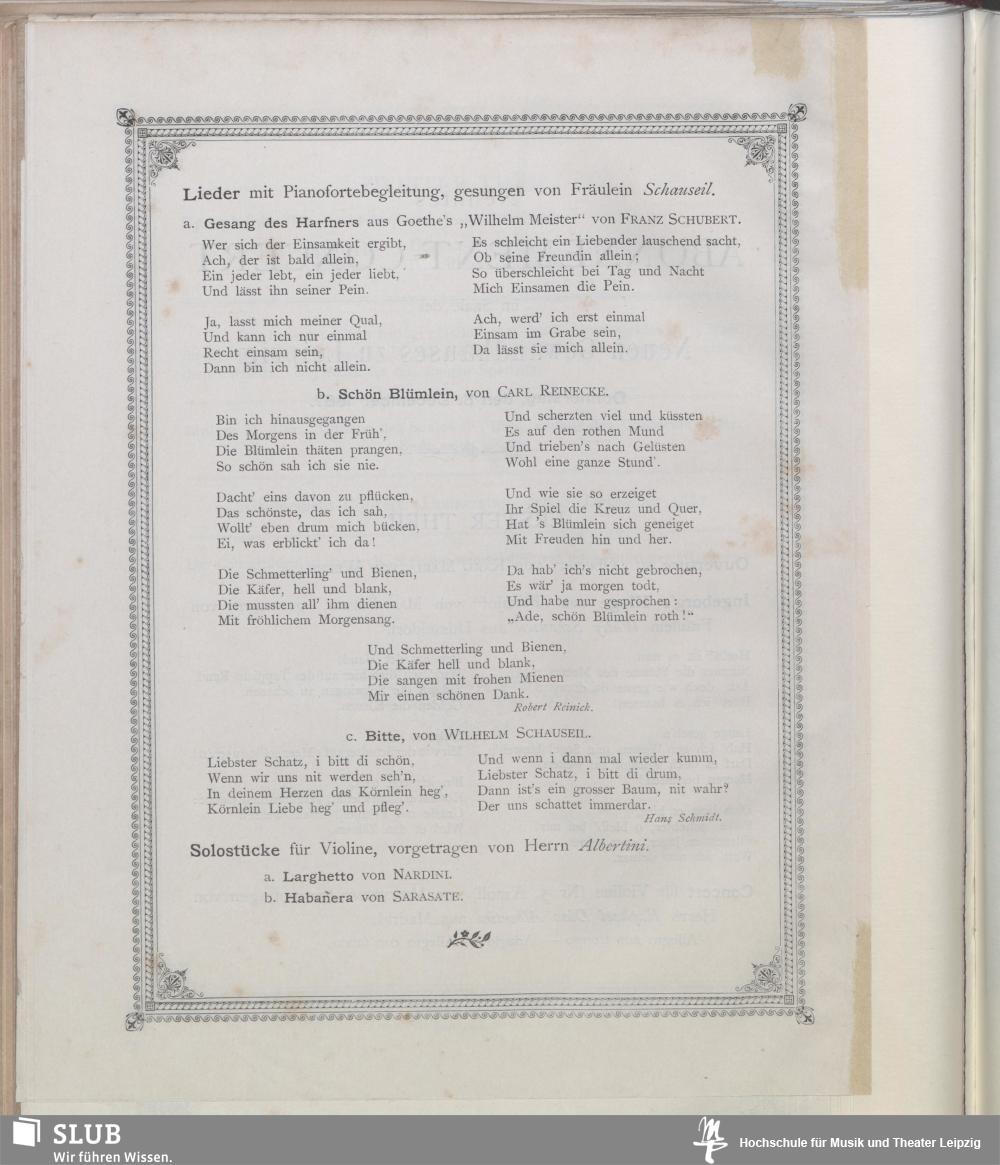 Lieder mit Pianofortebegleitung, gesungen von Fräulein Schauseil.
a. Gesang des Harfners aus Goethe's „Wilhelm Meister“ von FRANZ SCHUBERT.
Wer sich der Einsamkeit ergibt,
Ach, der ist bald allein,
Ein jeder lebt, ein jeder liebt,
Und lässt ihn seiner Pein.
Ja, lasst mich meiner Qual,
Und kann ich nur einmal
Recht einsam sein,
Dann bin ich nicht allein.
Es schleicht ein Liebender lauschend sacht,
Ob seine Freundin allein;
So überschleicht bei Tag und Nacht
Mich Einsamen die Pein.
Ach, werd' ich erst einmal
Einsam im Grabe sein,
Da lässt sie mich allein.
b. Schön Blümlein, von CARL REINECKE.
Bin ich hinausgegangen
Des Morgens in der Früh',
Die Blümlein thäten prangen,
So schön sah ich sie nie.
Dacht' eins davon zu pflücken,
Das schönste, das ich sah,
Wollt' eben drum mich bücken,
Ei, was erblickt' ich da!
Die Schmetterling' und Bienen,
Die Käfer, hell und blank,
Die mussten all' ihm dienen
Mit fröhlichem Morgensang.
Und scherzten viel und küssten
Es auf den rothen Mund
Und trieben's nach Gelüsten
Wohl eine ganze Stund'.
Und wie sie so erzeiget
Ihr Spiel die Kreuz und Quer,
Hat 's Blümlein sich geneiget
Mit Freuden hin und her.
Da hab' ich's nicht gebrochen,
Es wär' ja morgen todt,
Und habe nur gesprochen:
„Ade, schön Blümlein roth!“
Und Schmetterling und Bienen,
Die Käfer hell und blank,
Die sangen mit frohen Mienen
Mir einen schönen Dank.
Robert Reinick.
c. Bitte, von WILHELM SCHAUSEIL.
Liebster Schatz, i bitt di schön,
Wenn wir uns nit werden seh'n,
In deinem Herzen das Körnlein heg',
Körnlein Liebe heg' und pfleg'.
Und wenn i dann mal wieder kumm,
Liebster Schatz, i bitt di drum,
Dann ist's ein grosser Baum, nit wahr?
Der uns schattet immerdar.
Hans Schmidt.
Solostücke für Violine, vorgetragen von Herrn Albertini.
a. Larghetto von NARDINI.
b. Habañera von SARASATE.
SLUB
Wir führen Wissen.
Hochschule für Musik und Theater Leipzig